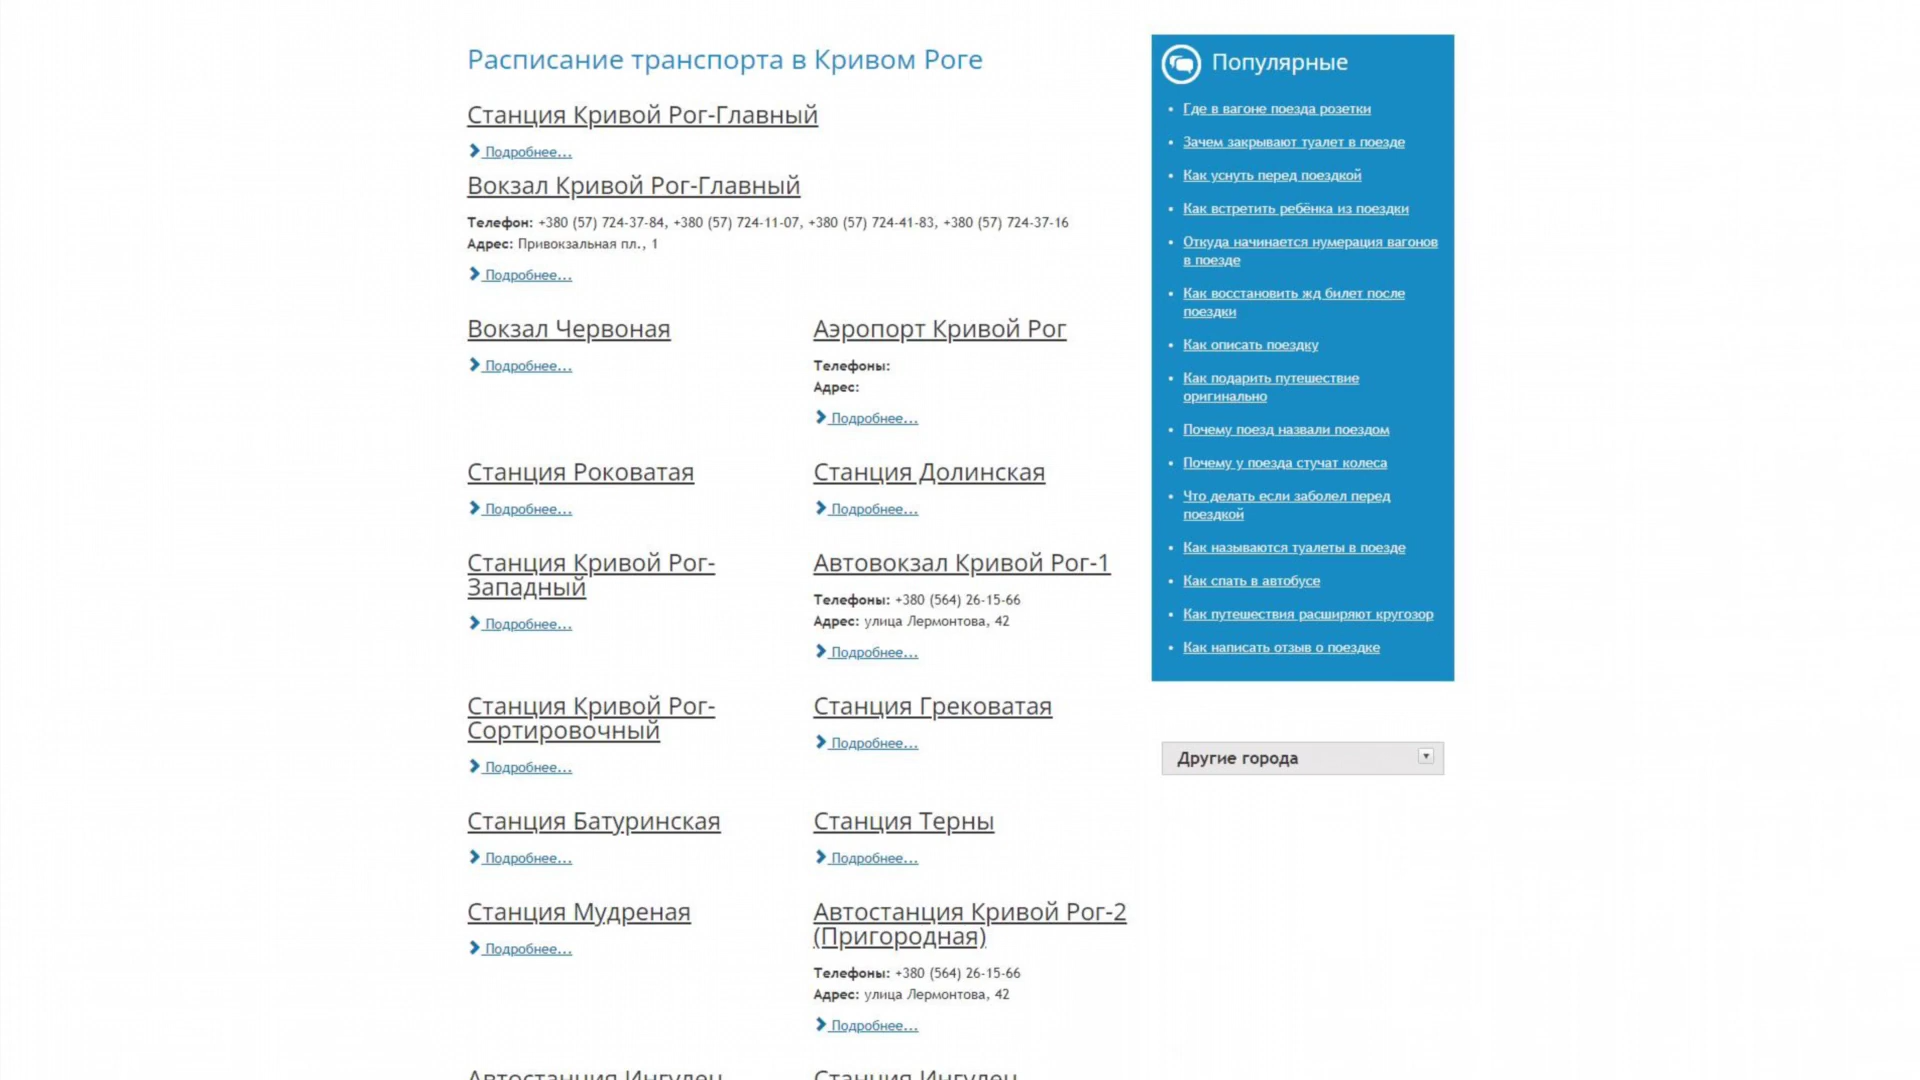 Расписание транспорта в Кривом Роге
Станция Кривой Рог-Главный
Подробнее...
Вокзал Кривой Рог-Главный
Телефон: +380 (57) 724-37-84, +380 (57) 724-11-07, +380 (57) 724-41-83, +380 (57) 724-37-16
Адрес: Привокзальная пл., 1
Подробнее...
Вокзал Червоная
Подробнее...
Аэропорт Кривой Рог
Телефоны:
Адрес:
Подробнее...
Станция Роковатая
Подробнее...
Станция Долинская
Подробнее...
Станция Кривой Рог-
Западный
Подробнее...
Автовокзал Кривой Рог-1
Телефоны: +380 (564) 26-15-66
Адрес: улица Лермонтова, 42
Подробнее...
Станция Кривой Рог-
Сортировочный
Подробнее...
Станция Грековатая
Подробнее...
Станция Батуринская
Подробнее...
Станция Терны
Подробнее...
Станция Мудреная
Подробнее...
Автостанция Кривой Рог-2
(Пригородная)
Телефоны: +380 (564) 26-15-66
Адрес: улица Лермонтова, 42
Подробнее...
Автостанция Ингулец
Станция Ингулец
Популярные
• Где в вагоне поезда розетки
• Зачем закрывают туалет в поезде
• Как уснуть перед поездкой
• Как встретить ребёнка из поездки
• Откуда начинается нумерация вагонов
в поезде
• Как восстановить жд билет после
поездки
• Как описать поездку
• Как подарить путешествие
оригинально
• Почему поезд назвали поездом
• Почему у поезда стучат колеса
• Что делать если заболел перед
поездкой
• Как называются туалеты в поезде
• Как спать в автобусе
• Как путешествия расширяют кругозор
• Как написать отзыв о поездке
Другие города